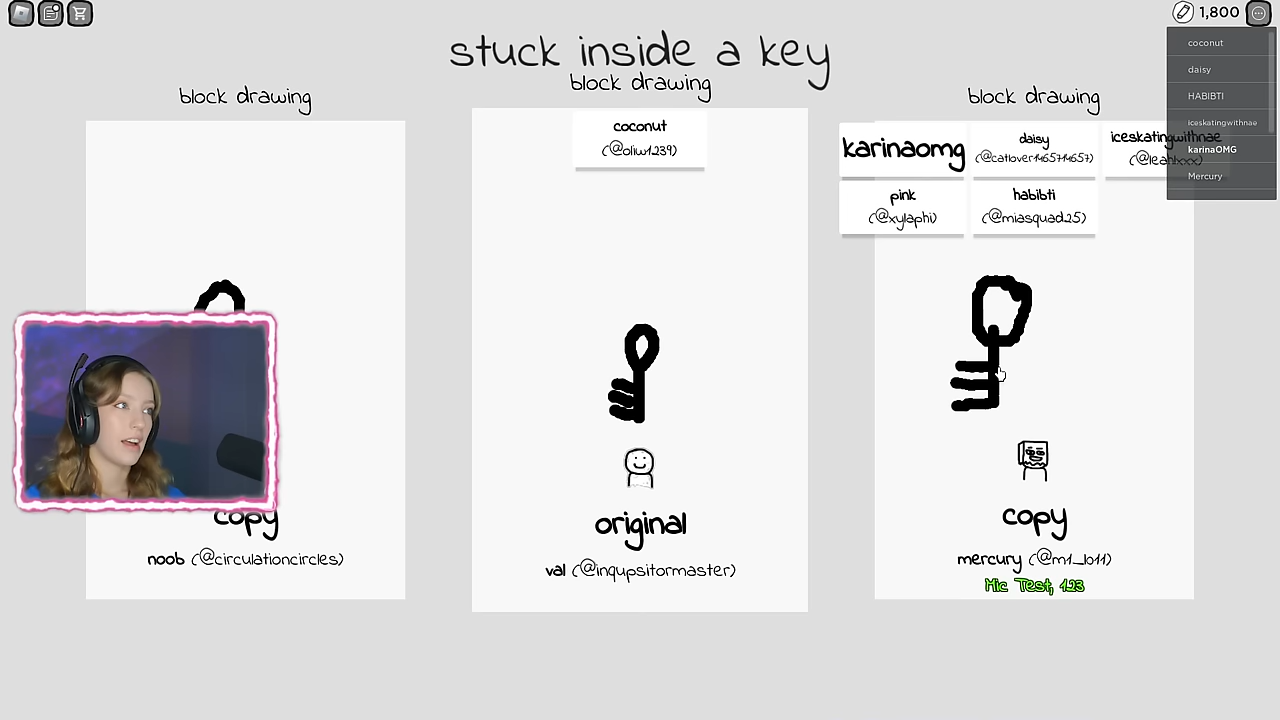 1,800
stuck inside a key
block drawing
block drawing
block drawing
coconut
daisy
HABIBTI
iceskatingwithnae
karinaOMG
Mercury
coconut
(@oliw1239)
karinaomg
daisy
(@catlover1465714657)
iceskatingwithnae
pink
(@xylaphi)
habibti
(@miasquad25)
copy
noob (@circulationcircles)
original
val (@inqupsitormaster)
copy
mercury (@m1_lo11)
Mic Test, 123